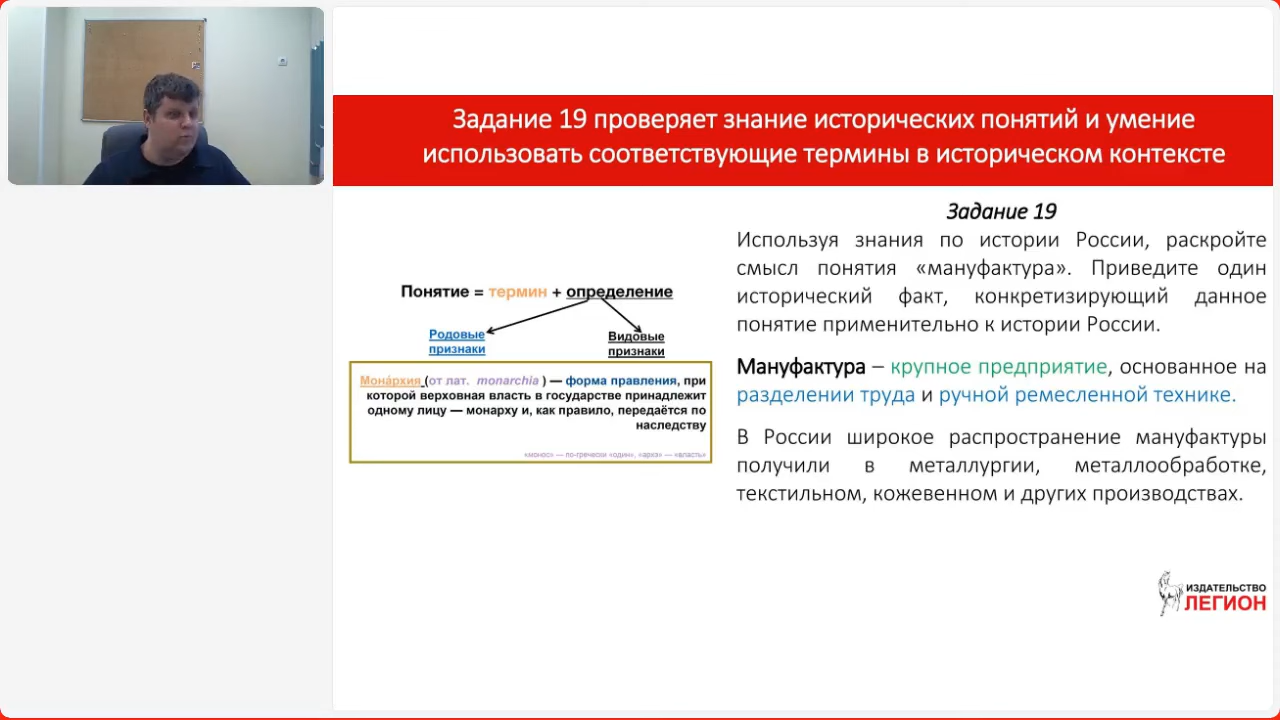 Задание 19 проверяет знание исторических понятий и умение
использовать соответствующие термины в историческом контексте
Понятие = термин + определение
Родовые
признаки
Видовые
признаки
Мона́рхия (от лат. monarchia ) — форма правления, при
которой верховная власть в государстве принадлежит
одному лицу — монарху и, как правило, передаётся по
наследству
«монос» — по-гречески «один», «архэ» — «власть»
Задание 19
Используя знания по истории России, раскройте
смысл понятия «мануфактура». Приведите один
исторический факт, конкретизирующий данное
понятие применительно к истории России.
Мануфактура – крупное предприятие, основанное на
разделении труда и ручной ремесленной технике.
В России широкое распространение мануфактуры
получили в металлургии, металлообработке,
текстильном, кожевенном и других производствах.
ИЗДАТЕЛЬСТВО
ЛЕГИОН